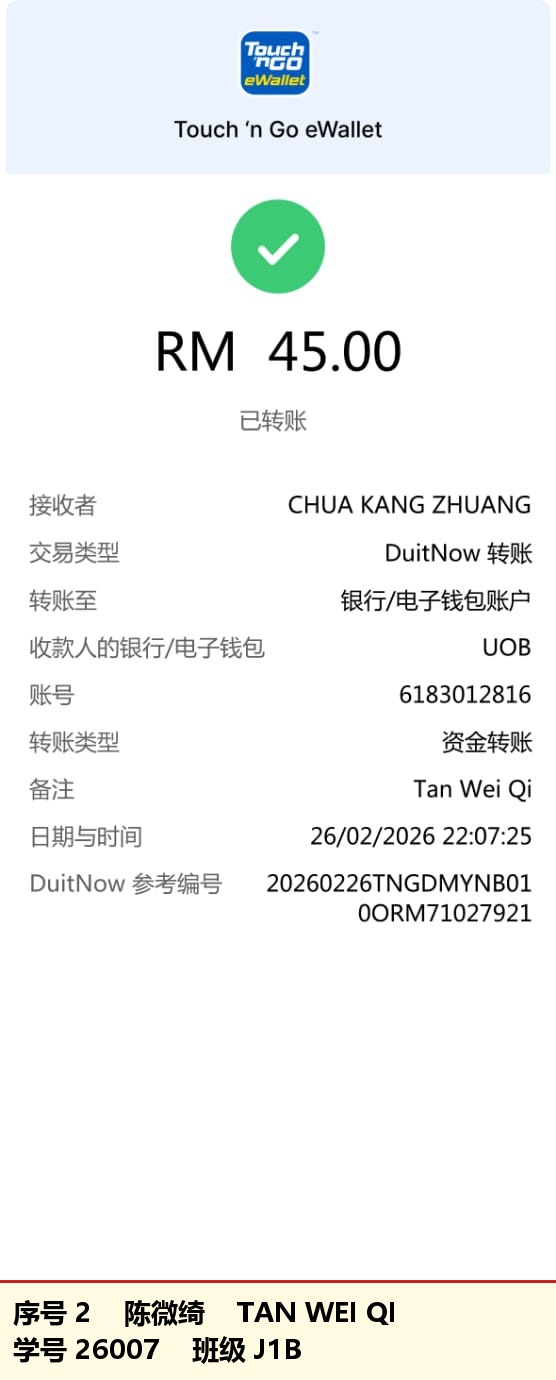 Touch
'nGO
eWallet
™
Touch ‘n Go eWallet
RM 45.00
已转账
接收者 CHUA KANG ZHUANG
交易类型 DuitNow 转账
转账至 银行/电子钱包账户
收款人的银行/电子钱包 UOB
账号 6183012816
转账类型 资金转账
备注 Tan Wei Qi
日期与时间 26/02/2026 22:07:25
DuitNow 参考编号 20260226TNGDMYNB01
0ORM71027921
序号 2 陈微绮 TAN WEI QI
学号 26007 班级 J1B